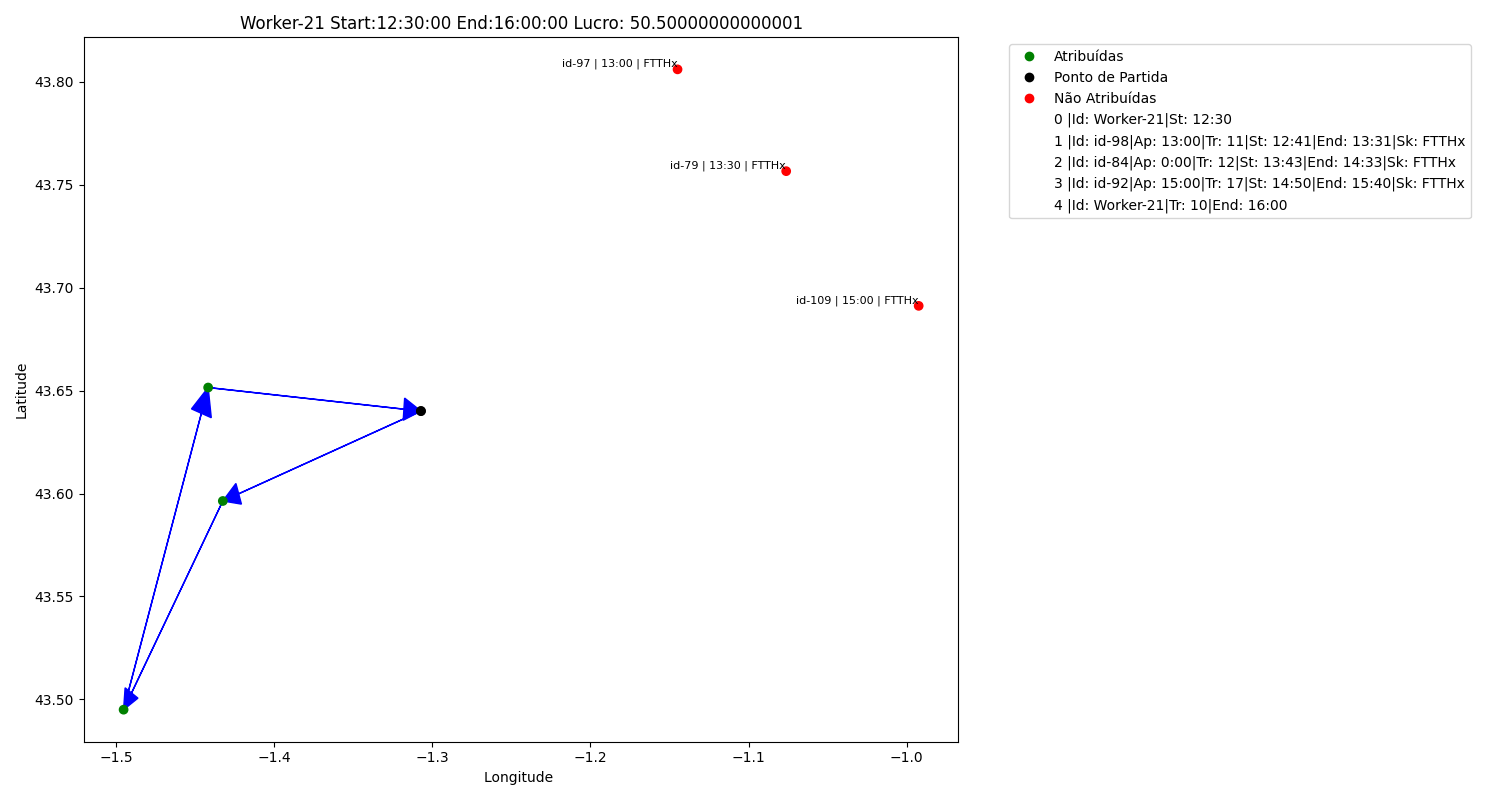 Worker-21 Start:12:30:00 End:16:00:00 Lucro: 50.50000000000001
Latitude
43.80
43.75
43.70
43.65
43.60
43.55
43.50
id-97 | 13:00 | FTTHx
id-79 | 13:30 | FTTHx
id-109 | 15:00 | FTTHx
−1.5
−1.4
−1.3
−1.2
−1.1
−1.0
Longitude
Atribuídas
Ponto de Partida
Não Atribuídas
0 |Id: Worker-21|St: 12:30
1 |Id: id-98|Ap: 13:00|Tr: 11|St: 12:41|End: 13:31|Sk: FTTHx
2 |Id: id-84|Ap: 0:00|Tr: 12|St: 13:43|End: 14:33|Sk: FTTHx
3 |Id: id-92|Ap: 15:00|Tr: 17|St: 14:50|End: 15:40|Sk: FTTHx
4 |Id: Worker-21|Tr: 10|End: 16:00